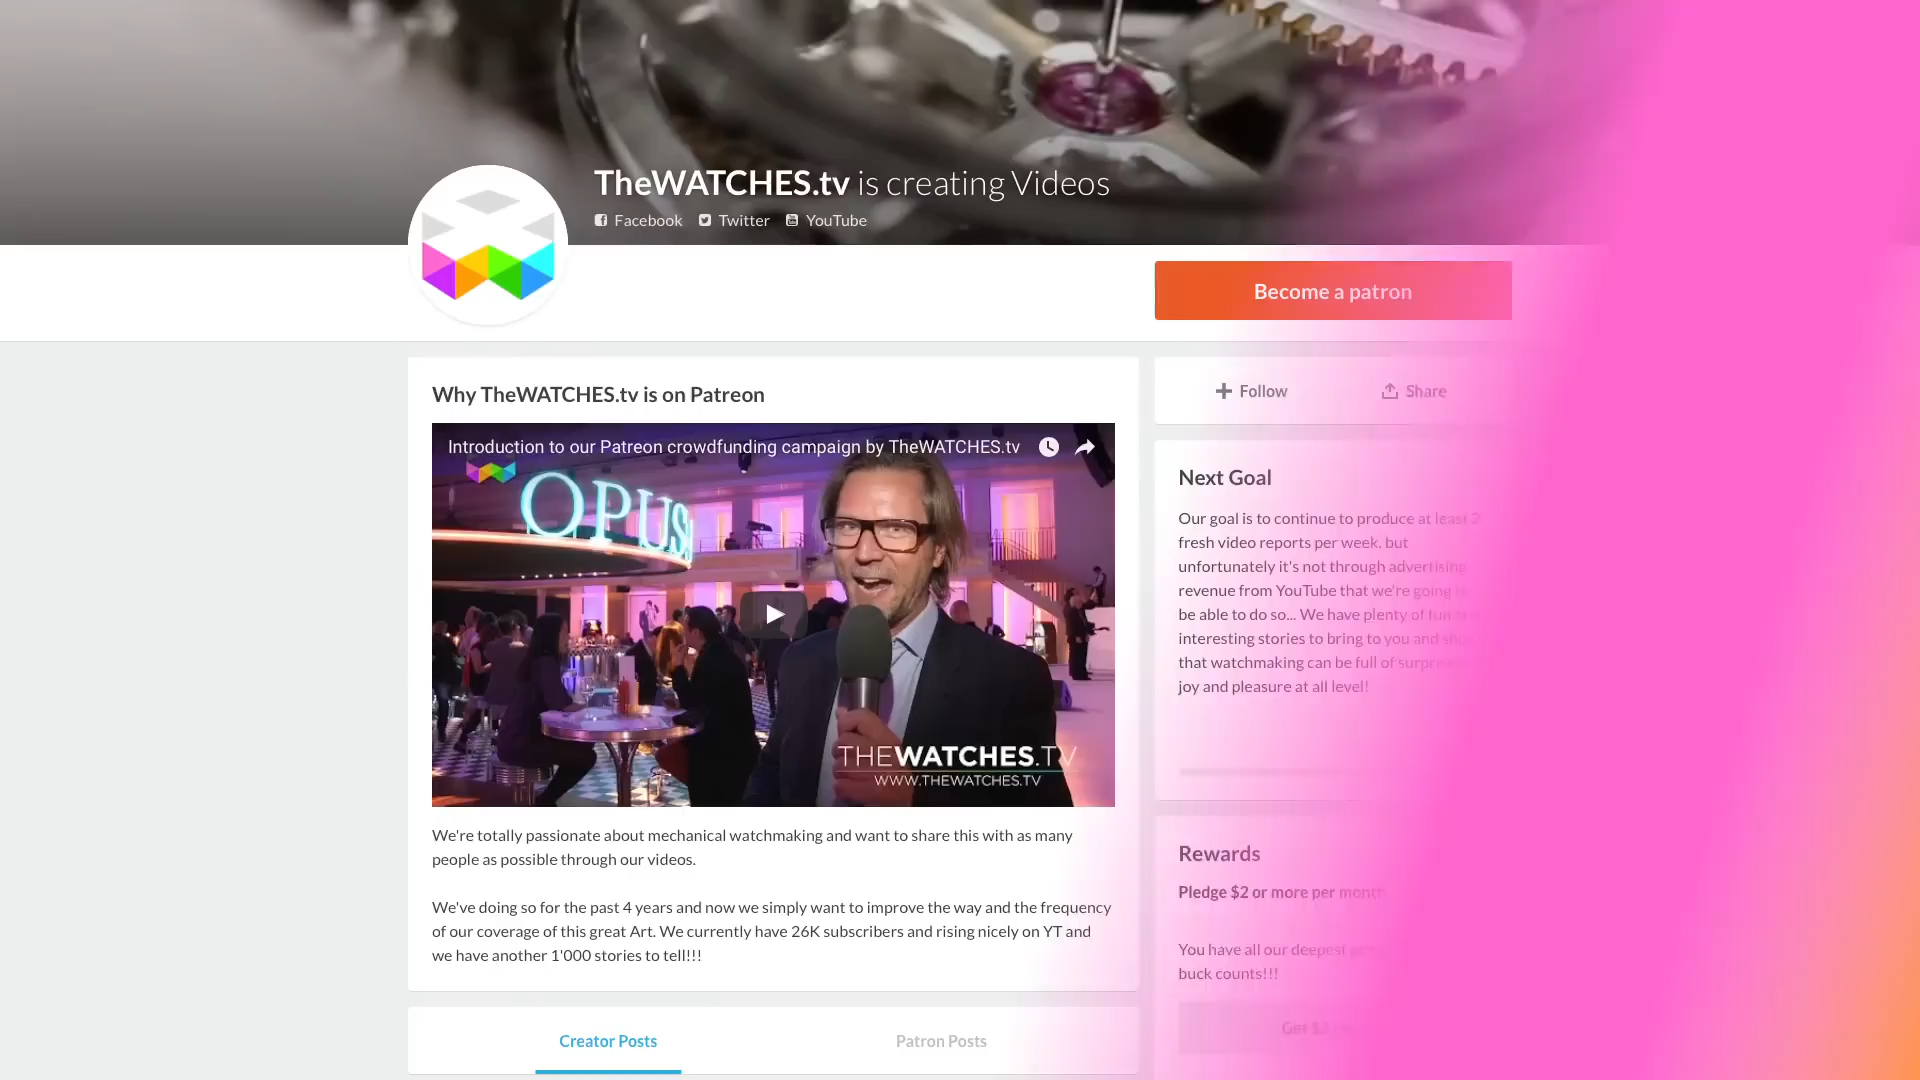 TheWATCHES.tv is creating Videos
Facebook Twitter YouTube
Become a patron
Why TheWATCHES.tv is on Patreon
Introduction to our Patreon crowdfunding campaign by TheWATCHES.tv
OPUS
THEWATCHES.TV
WWW.THEWATCHES.TV
We're totally passionate about mechanical watchmaking and want to share this with as many
people as possible through our videos.
We've doing so for the past 4 years and now we simply want to improve the way and the frequency
of our coverage of this great Art. We currently have 26K subscribers and rising nicely on YT and
we have another 1'000 stories to tell!!!
Creator Posts Patron Posts
Follow Share
Next Goal
Our goal is to continue to produce at least 2
fresh video reports per week, but
unfortunately it's not through advertising
revenue from YouTube that we're going
be able to do so... We have plenty of
interesting stories to bring to you and
that watchmaking can be full of
joy and pleasure at all level!
Rewards
Pledge $2 or more per month
You have all our deepest
buck counts!!!
Get